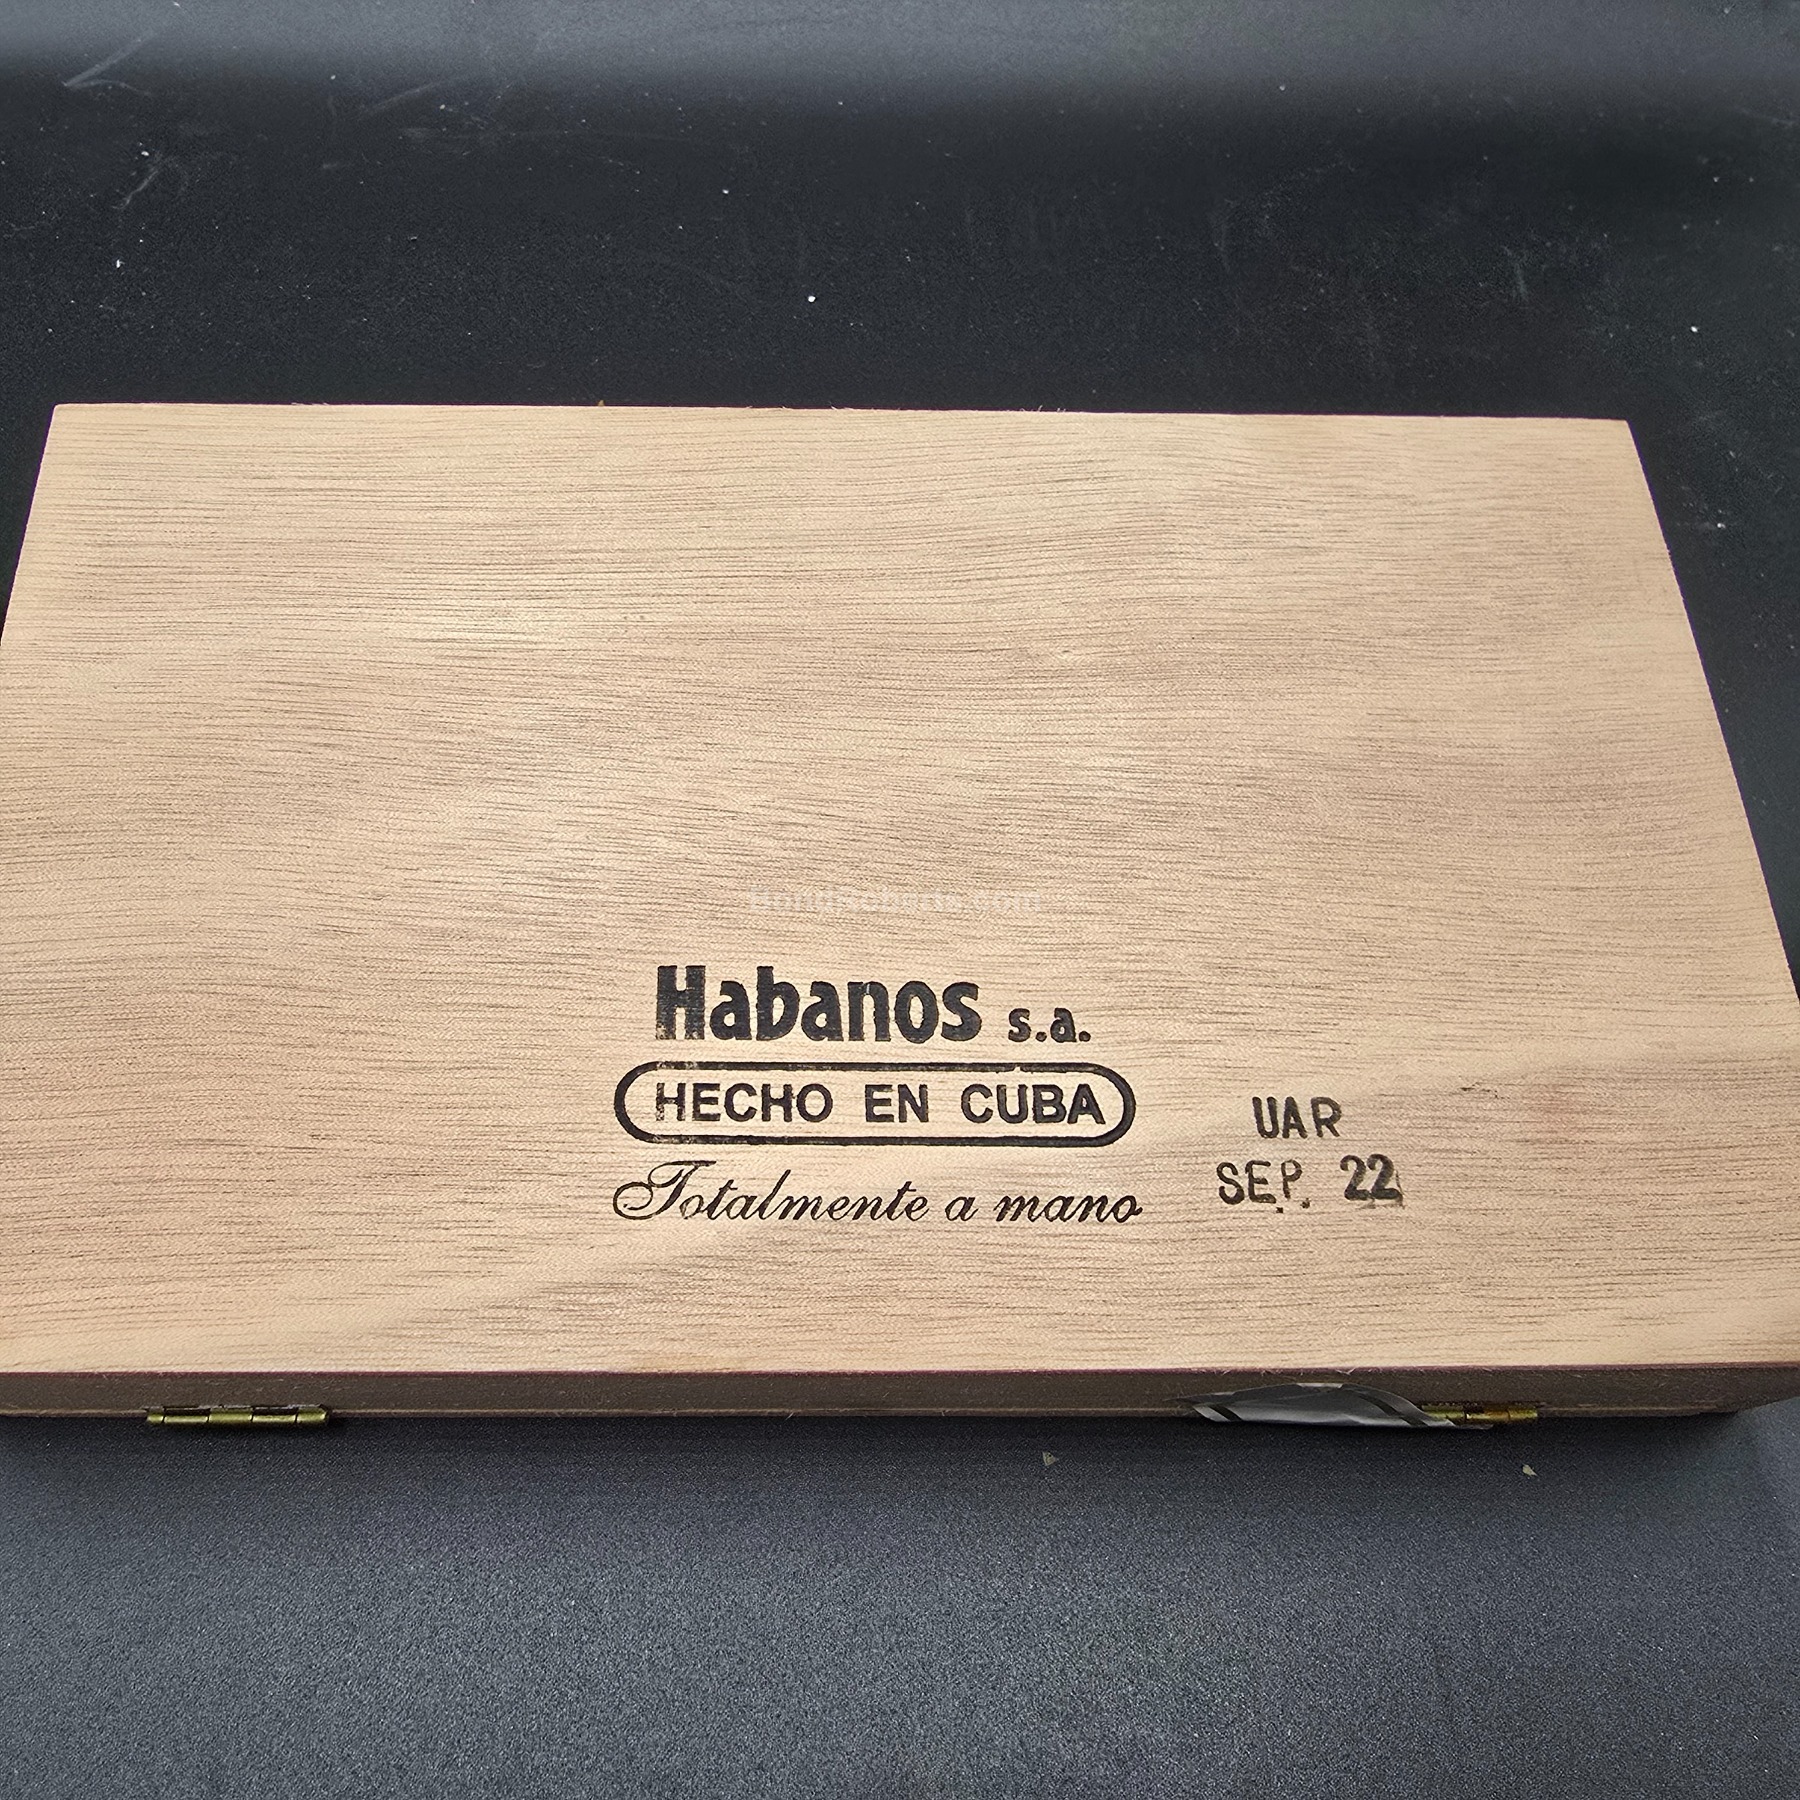 Habanos s.a.
HECHO EN CUBA
Totalmente a mano
UAR
SEP. 22